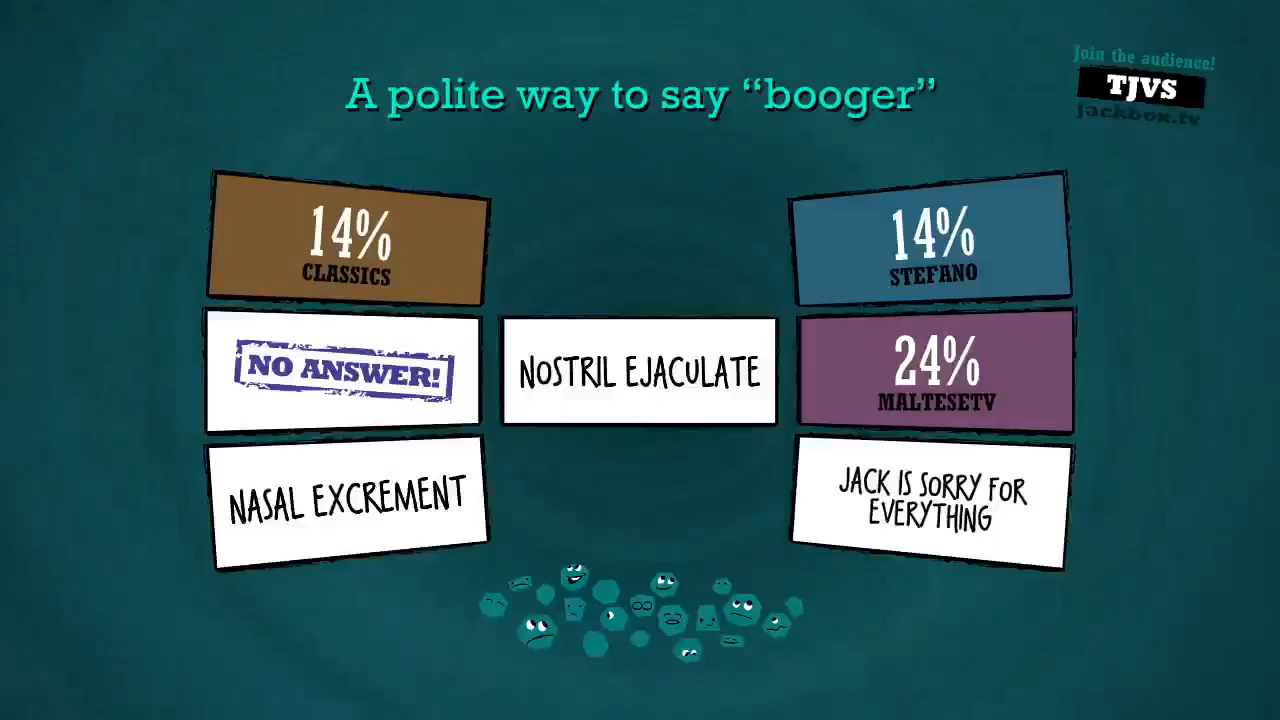 Join the audience!
TJVS
jackbox.tv
A polite way to say “booger”
14%
CLASSICS
14%
STEFANO
NO ANSWER!
NOSTRIL EJACULATE
24%
MALTESETV
NASAL EXCREMENT
JACK IS SORRY FOR
EVERYTHING